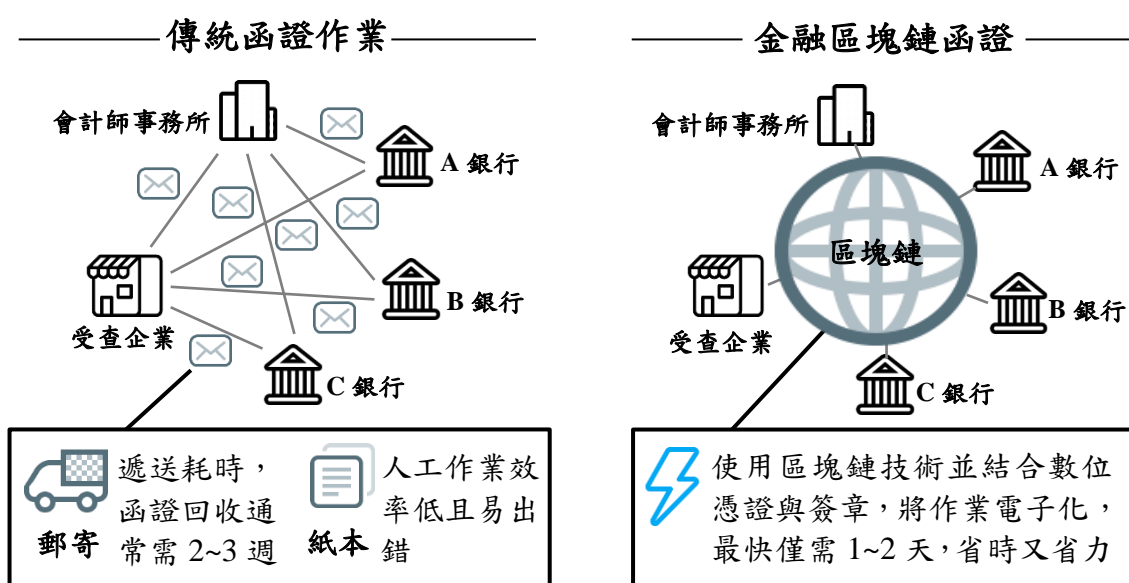 傳統函證作業
會計師事務所
A 銀行
B 銀行
受查企業
C 銀行
遞送耗時，
函證回收通
常需 2~3 週
郵寄
人工作業效
率低且易出
錯
紙本
金融區塊鏈函證
會計師事務所
A 銀行
區塊鏈
B 銀行
受查企業
C 銀行
使用區塊鏈技術並結合數位
憑證與簽章，將作業電子化，
最快僅需 1~2 天，省時又省力